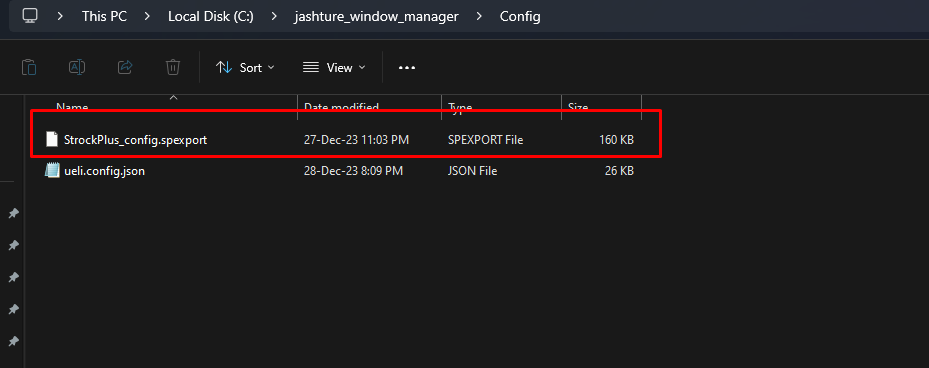 This PC > Local Disk (C:) > jashture_window_manager > Config
Sort View
Name Date modified Type Size
StrockPlus_config.spexport 27-Dec-23 11:03 PM SPEXPORT File 160 KB
ueli.config.json 28-Dec-23 8:09 PM JSON File 26 KB